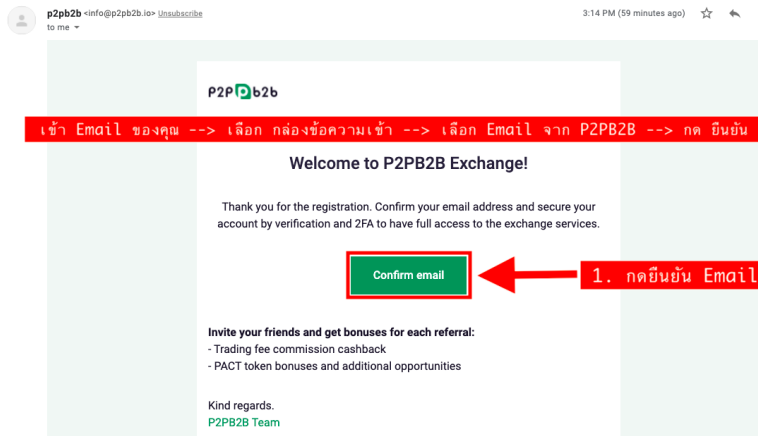 p2pb2b <info@p2pb2b.io> Unsubscribe
3:14 PM (59 minutes ago)
to me
P2P P b2b
เข้า Email ของคุณ --> เลือก กล่องข้อความเข้า --> เลือก Email จาก P2PB2B --> กด ยืนยัน
Welcome to P2PB2B Exchange!
Thank you for the registration. Confirm your email address and secure your
account by verification and 2FA to have full access to the exchange services.
Confirm email
1. กดยืนยัน Email
Invite your friends and get bonuses for each referral:
- Trading fee commission cashback
- PACT token bonuses and additional opportunities
Kind regards.
P2PB2B Team